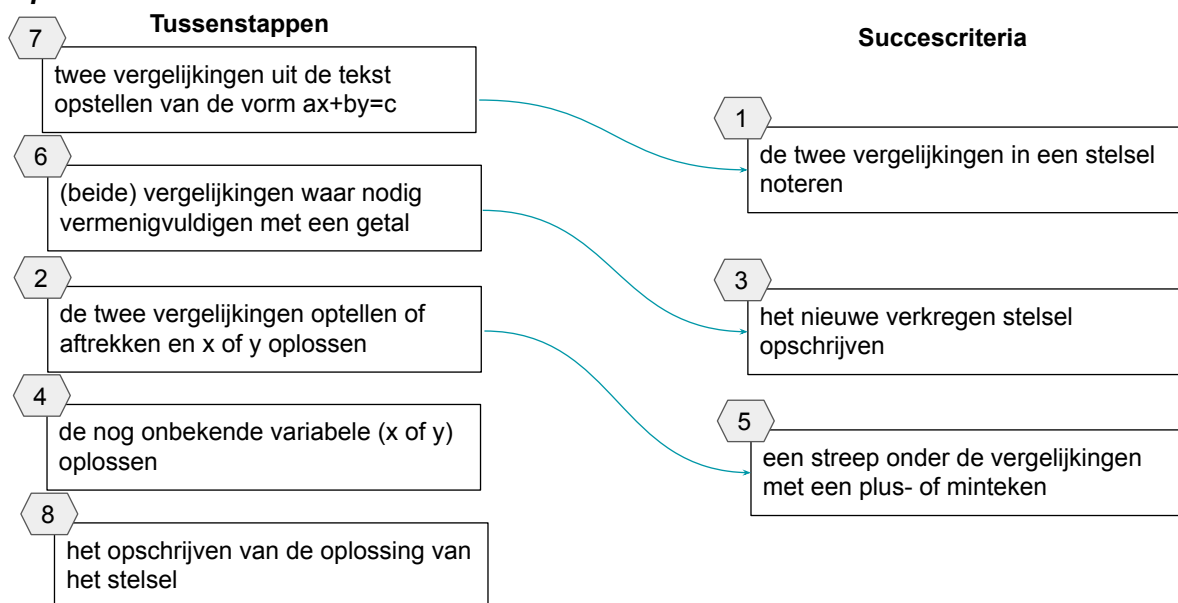 Tussenstappen
7
twee vergelijkingen uit de tekst
opstellen van de vorm ax+by=c
6
(beide) vergelijkingen waar nodig
vermenigvuldigen met een getal
2
de twee vergelijkingen optellen of
aftrekken en x of y oplossen
4
de nog onbekende variabele (x of y)
oplossen
8
het opschrijven van de oplossing van
het stelsel
Succescriteria
1
de twee vergelijkingen in een stelsel
noteren
3
het nieuwe verkregen stelsel
opschrijven
5
een streep onder de vergelijkingen
met een plus- of minteken